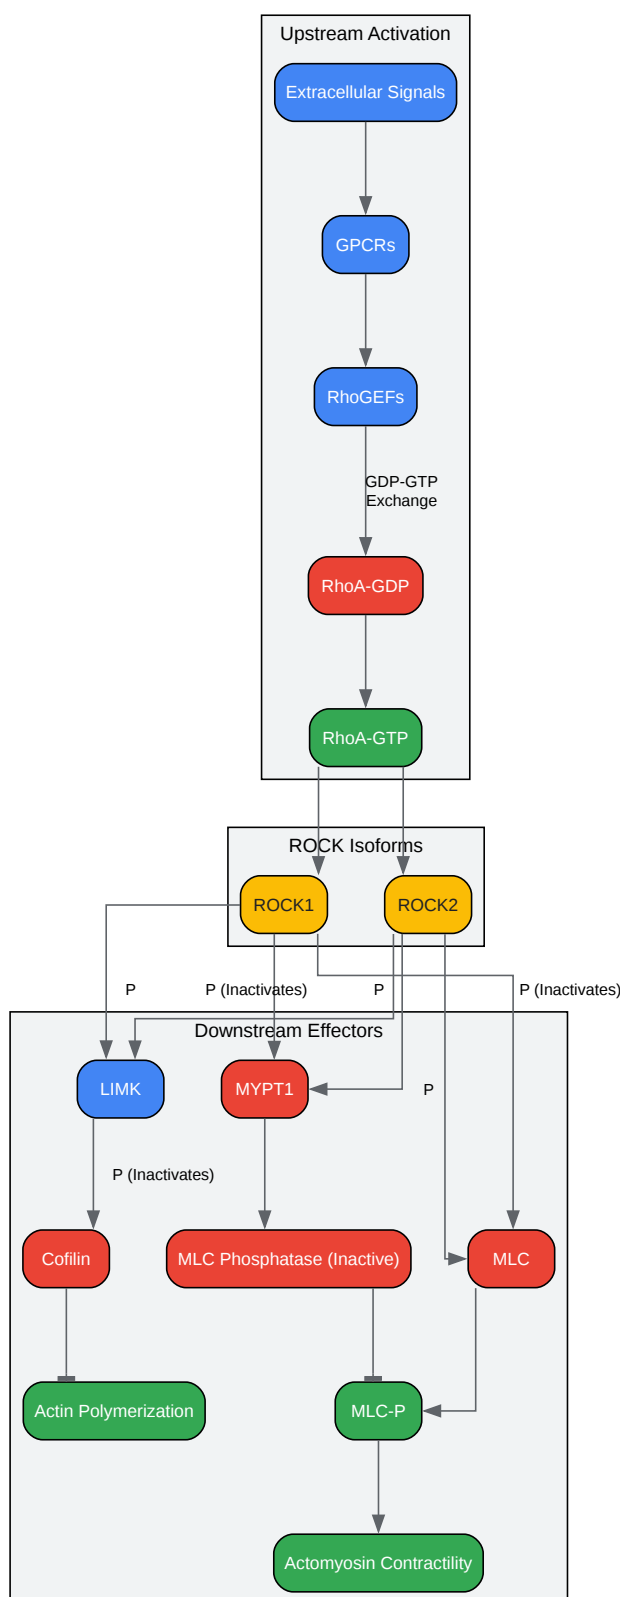 Upstream Activation
Extracellular Signals
GPCRs
RhoGEFs
GDP-GTP
Exchange
RhoA-GDP
RhoA-GTP
ROCK Isoforms
ROCK1
ROCK2
P
P (Inactivates)
P
P (Inactivates)
Downstream Effectors
LIMK
MYPT1
P
P (Inactivates)
Cofilin
MLC Phosphatase (Inactive)
MLC
Actin Polymerization
MLC-P
Actomyosin Contractility